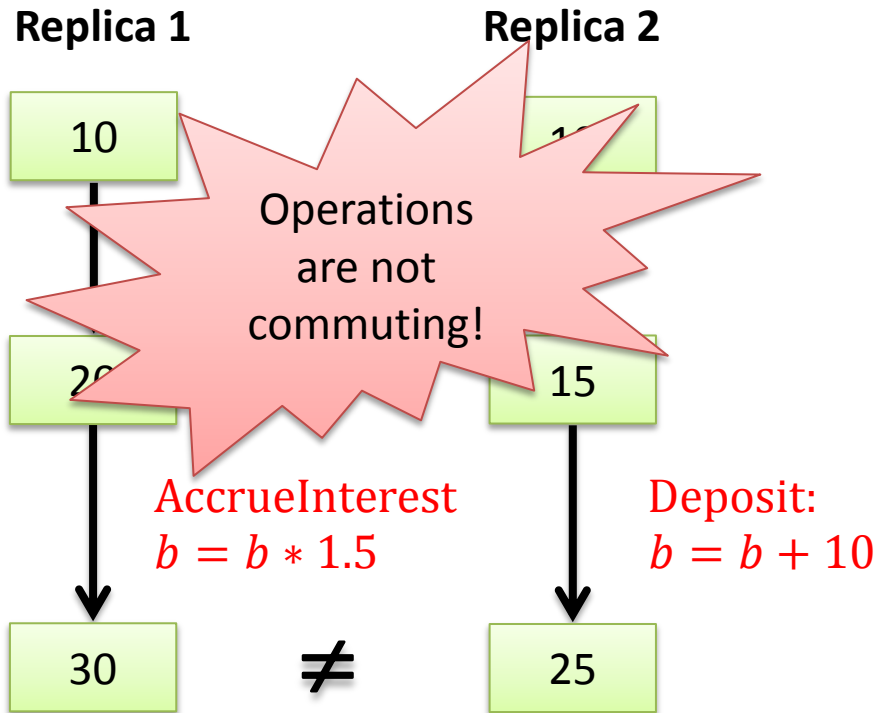 Replica 1
Replica 2
10
Operations
are not
commuting!
15
AccrueInterest
b = b ∗ 1.5
Deposit:
b = b + 10
30
≠
25